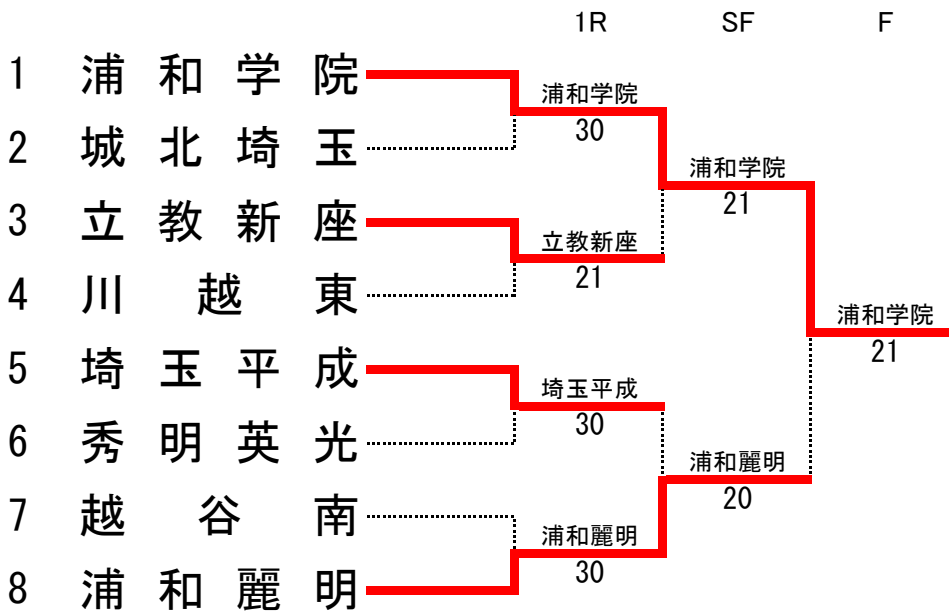 1R SF F
1 浦和学院
浦和学院
30
2 城北埼玉
浦和学院
21
3 立教新座
立教新座
21
4 川越東
浦和学院
21
5 埼玉平成
埼玉平成
30
6 秀明英光
浦和麗明
20
7 越谷南
浦和麗明
30
8 浦和麗明